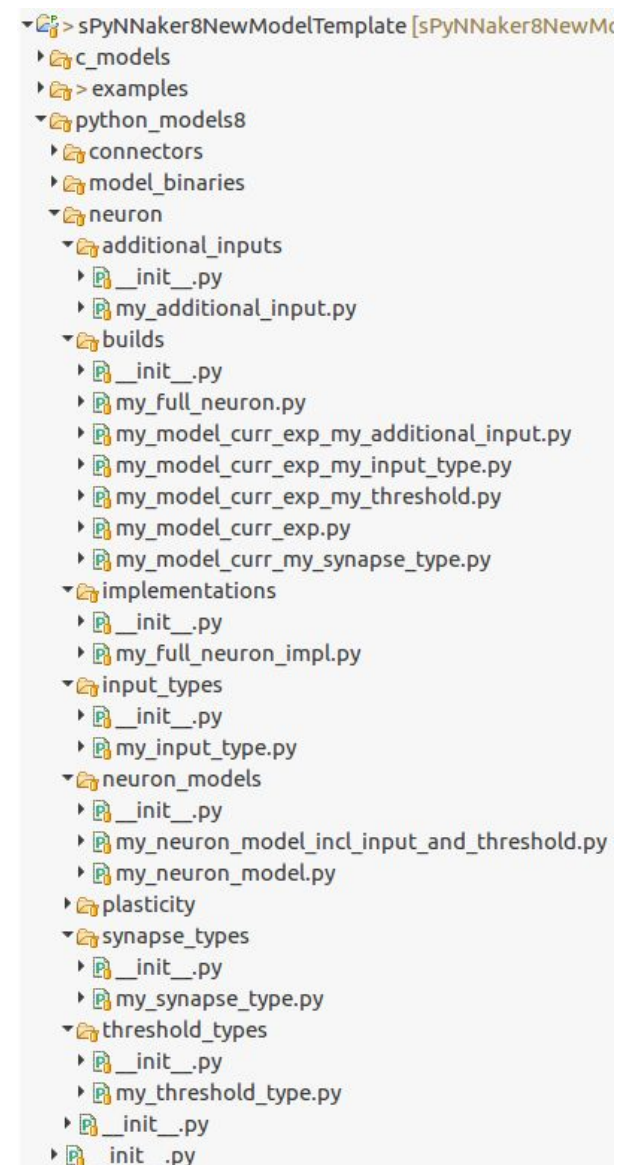 > sPyNNaker8NewModelTemplate [sPyNNaker8NewMo
c_models
> examples
python_models8
connectors
model_binaries
neuron
additional_inputs
__init__.py
my_additional_input.py
builds
__init__.py
my_full_neuron.py
my_model_curr_exp_my_additional_input.py
my_model_curr_exp_my_input_type.py
my_model_curr_exp_my_threshold.py
my_model_curr_exp.py
my_model_curr_my_synapse_type.py
implementations
__init__.py
my_full_neuron_impl.py
input_types
__init__.py
my_input_type.py
neuron_models
__init__.py
my_neuron_model_incl_input_and_threshold.py
my_neuron_model.py
plasticity
synapse_types
__init__.py
my_synapse_type.py
threshold_types
__init__.py
my_threshold_type.py
__init__.py
__init__.py